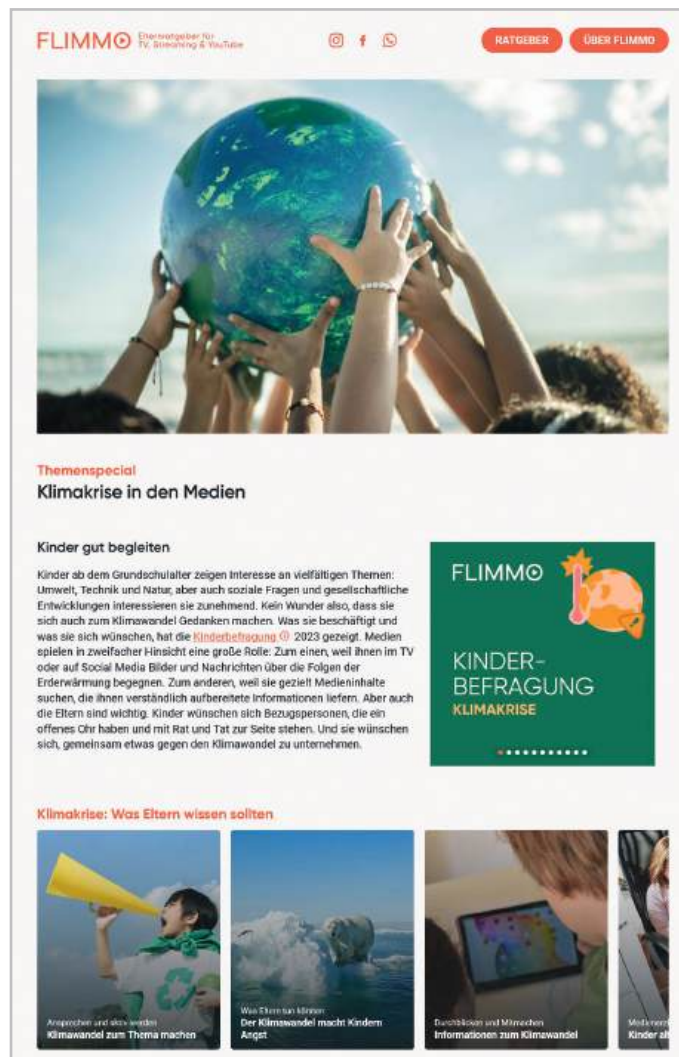 FLIMMO Elternratgeber für
TV, Streaming & YouTube
RATGEBER
ÜBER FLIMMO
Themenspecial
Klimakrise in den Medien
Kinder gut begleiten
Kinder ab dem Grundschulalter zeigen Interesse an vielfältigen Themen:
Umwelt, Technik und Natur, aber auch soziale Fragen und gesellschaftliche
Entwicklungen interessieren sie zunehmend. Kein Wunder also, dass sie
sich auch zum Klimawandel Gedanken machen. Was sie beschäftigt und
was sie sich wünschen, hat die Kinderbefragung 2023 gezeigt. Medien
spielen in zweifacher Hinsicht eine große Rolle: Zum einen, weil ihnen im TV
oder auf Social Media Bilder und Nachrichten über die Folgen der
Erderwärmung begegnen. Zum anderen, weil sie gezielt Medieninhalte
suchen, die ihnen verständlich aufbereitete Informationen liefern. Aber auch
die Eltern sind wichtig. Kinder wünschen sich Bezugspersonen, die ein
offenes Ohr haben und mit Rat und Tat zur Seite stehen. Und sie wünschen
sich, gemeinsam etwas gegen den Klimawandel zu unternehmen.
FLIMMO
KINDER-
BEFRAGUNG
KLIMAKRISE
Klimakrise: Was Eltern wissen sollten
Ansprechen und aktiv werden
Klimawandel zum Thema machen
Was Eltern tun können
Der Klimawandel macht Kindern
Angst
Durchblicken und Mitmachen
Informationen zum Klimawandel
Kinder